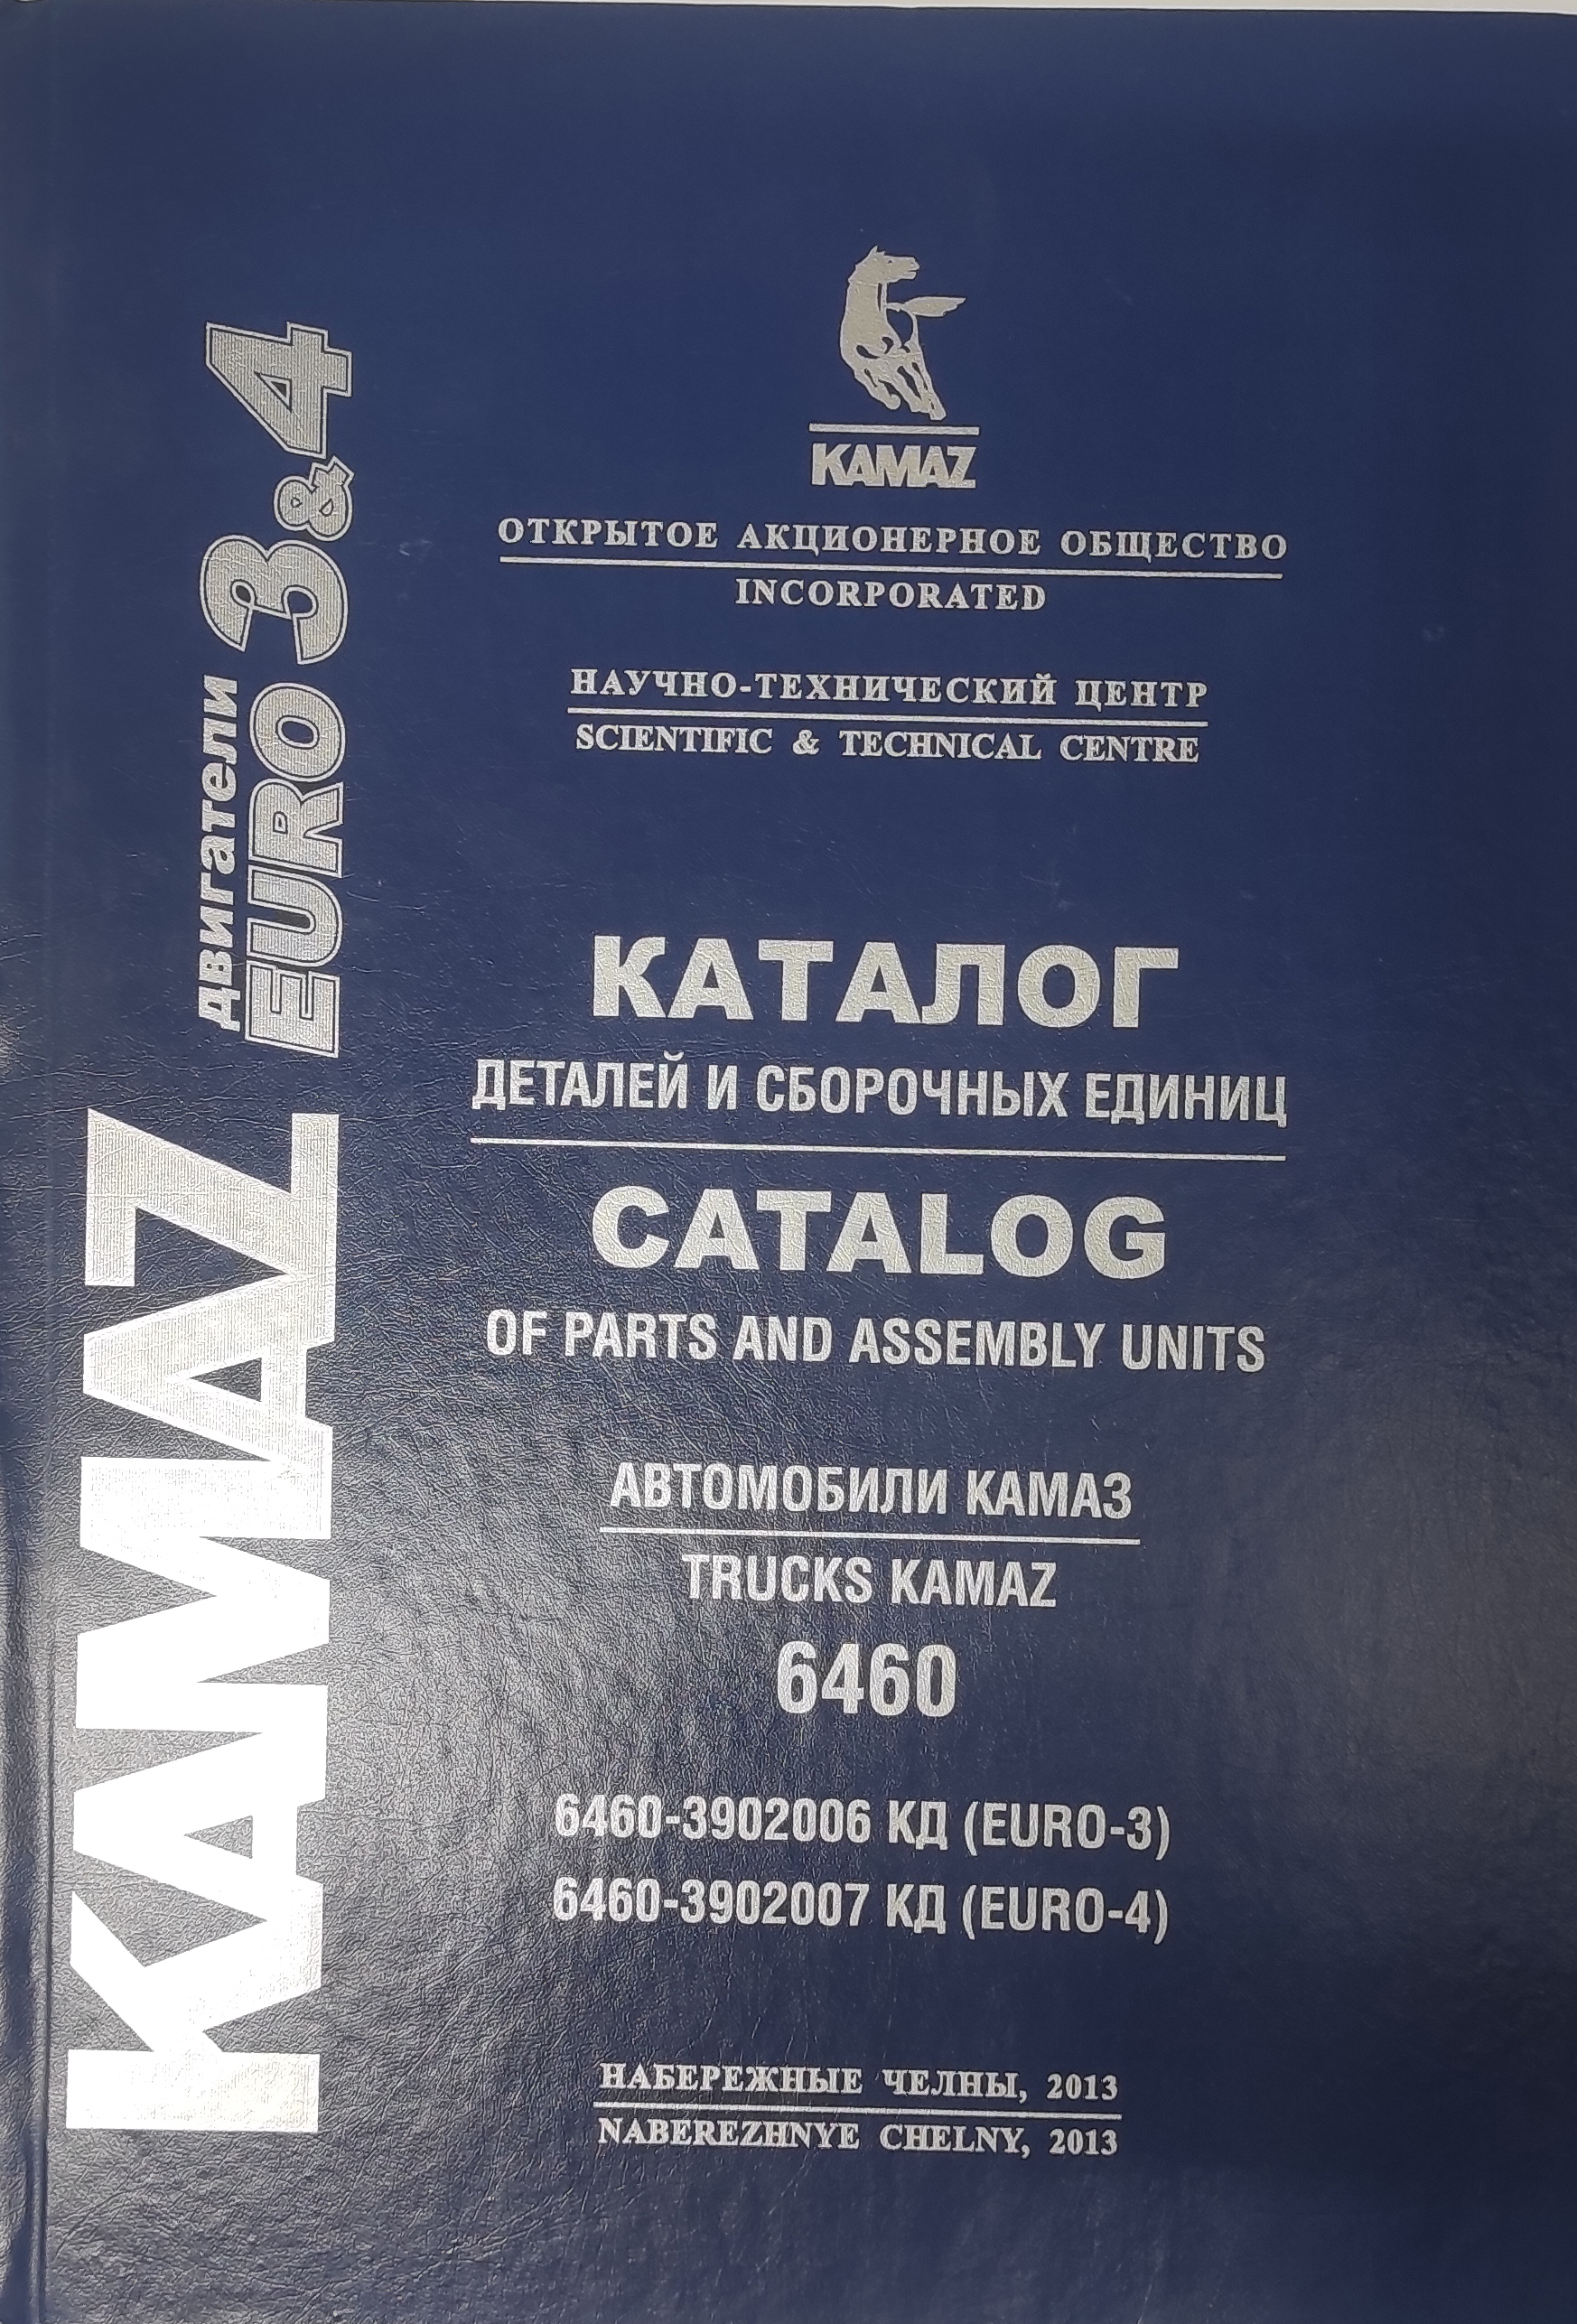 KAMAZ
двигатели
EURO 3&4
KAMAZ
ОТКРЫТОЕ АКЦИОНЕРНОЕ ОБЩЕСТВО
INCORPORATED
НАУЧНО-ТЕХНИЧЕСКИЙ ЦЕНТР
SCIENTIFIC & TECHNICAL CENTRE
КАТАЛОГ
ДЕТАЛЕЙ И СБОРОЧНЫХ ЕДИНИЦ
CATALOG
OF PARTS AND ASSEMBLY UNITS
АВТОМОБИЛИ КАМАЗ
TRUCKS KAMAZ
6460
6460-3902006 КД (EURO-3)
6460-3902007 КД (EURO-4)
НАБЕРЕЖНЫЕ ЧЕЛНЫ, 2013
NABEREZHNYE CHELNY, 2013